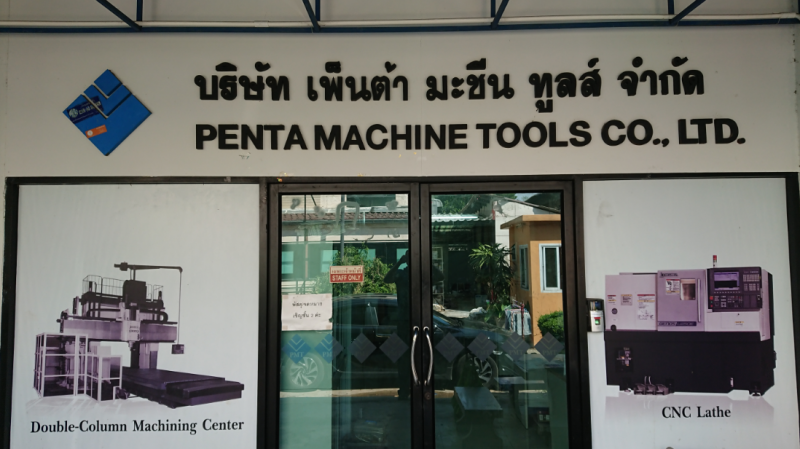 บริษัท เพ็นต้า มะชีน ทูลส์ จำกัด
PENTA MACHINE TOOLS CO., LTD.
STAFF ONLY
Double-Column Machining Center
CNC Lathe